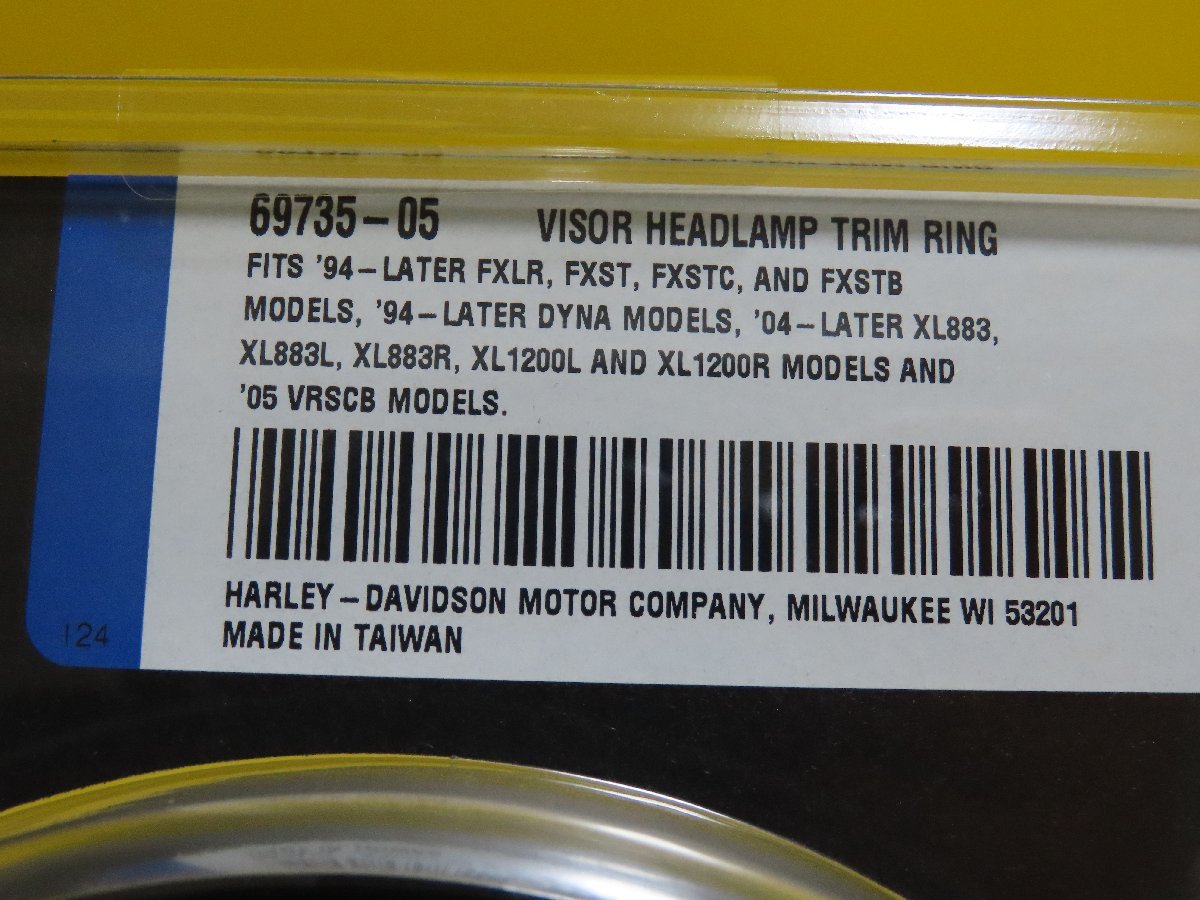 69735-05 VISOR HEADLAMP TRIM RING
FITS '94-LATER FXLR, FXST, FXSTC, AND FXSTB
MODELS, '94-LATER DYNA MODELS, '04-LATER XL883,
XL883L, XL883R, XL1200L AND XL1200R MODELS AND
'05 VRSCB MODELS.
HARLEY-DAVIDSON MOTOR COMPANY, MILWAUKEE WI 53201
MADE IN TAIWAN
124